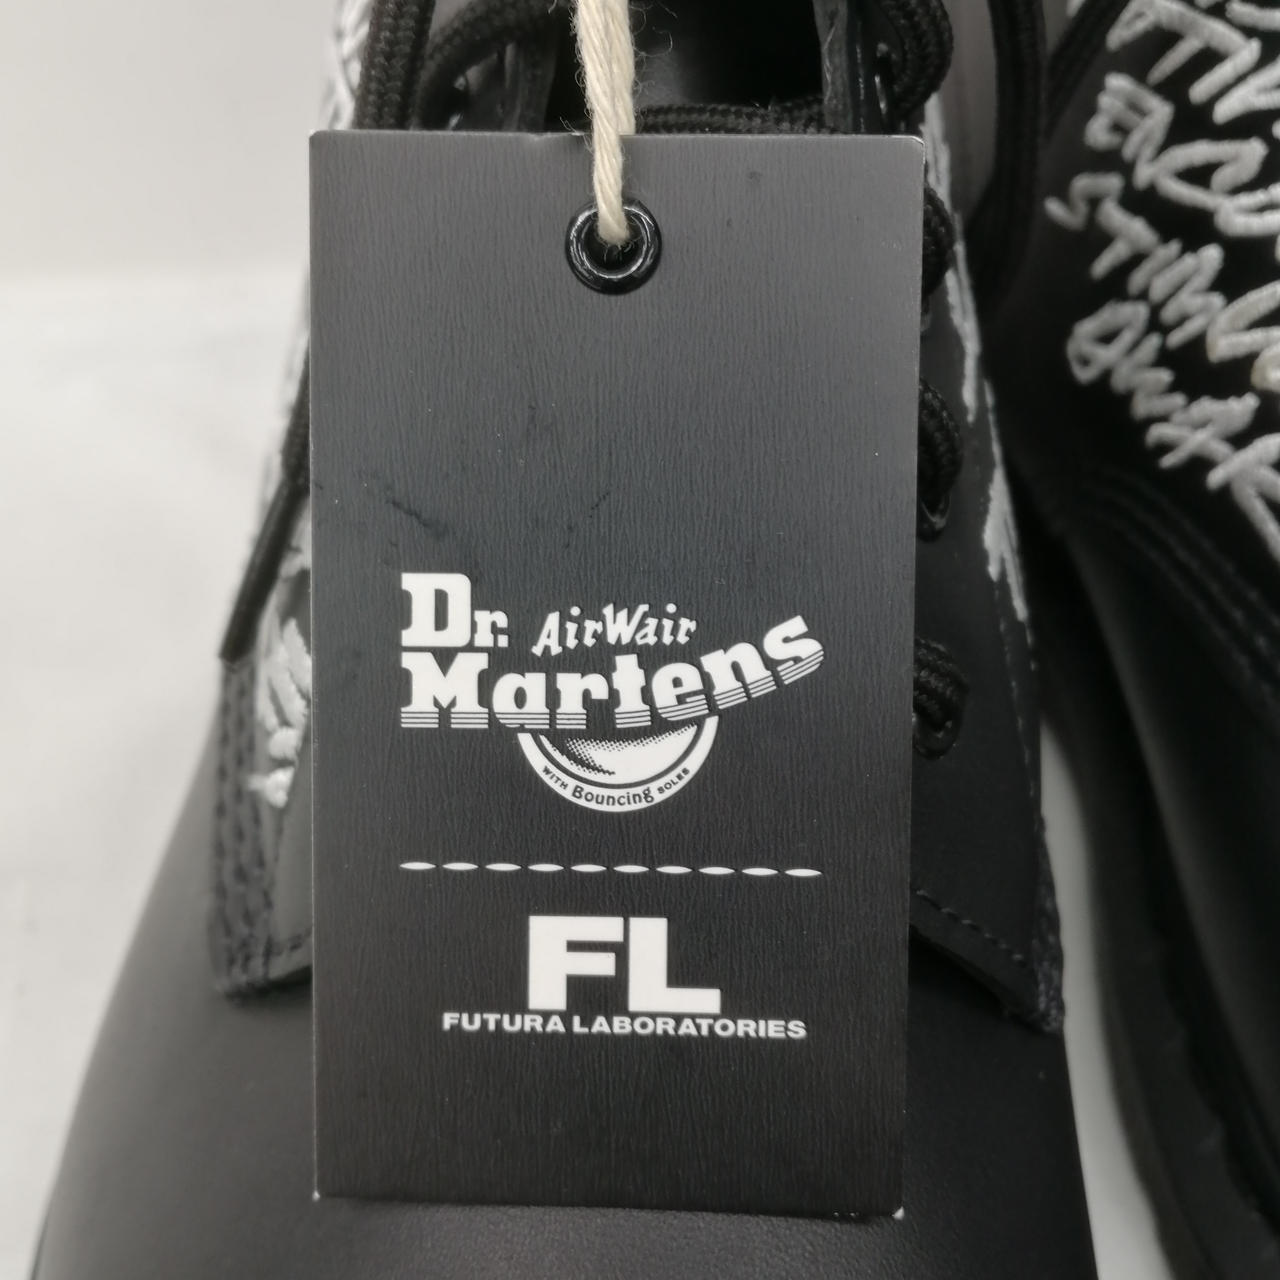 Dr. AirWair
Martens
WITH Bouncing SOLES
FL
FUTURA LABORATORIES